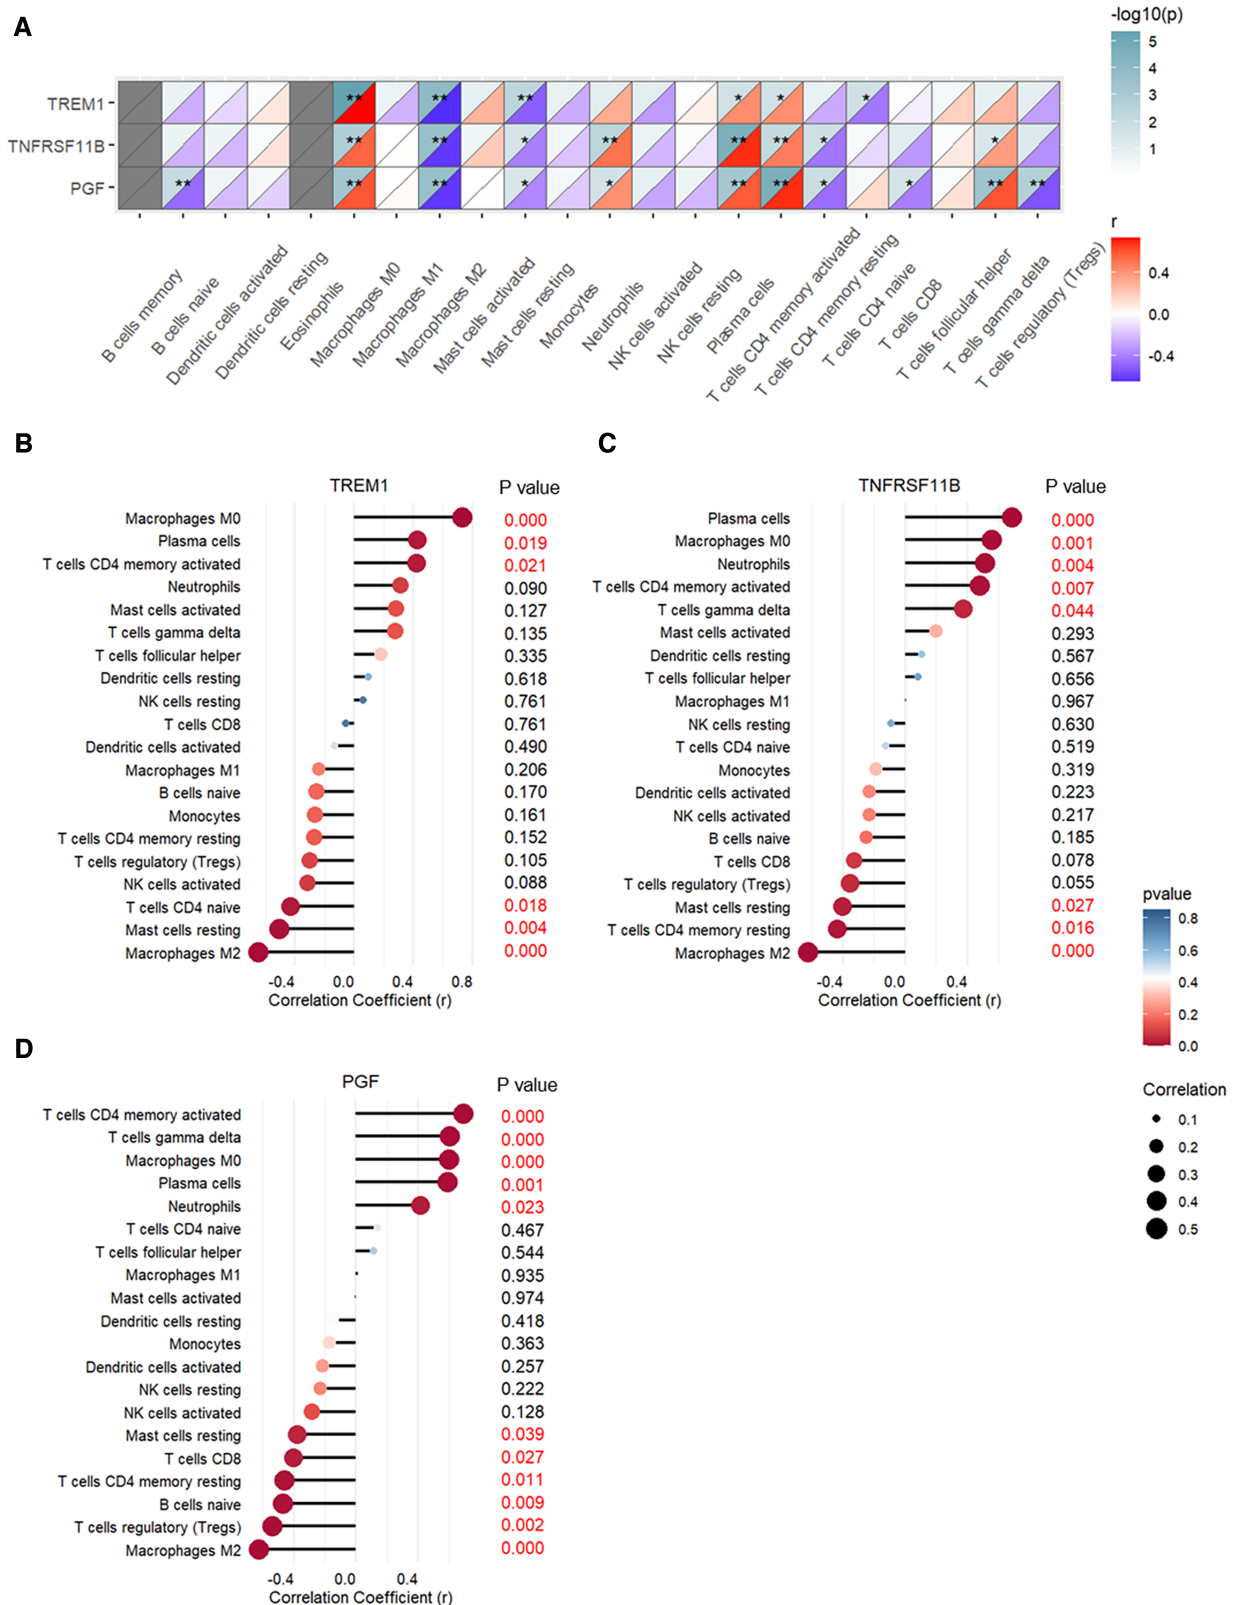 A
-log10(p)
5
4
3
2
1
TREM1
** ** ** * * *
TNFRSF11B
** ** * ** ** ** * *
PGF
** ** ** * * ** ** * * ** **
r
0.4
0.0
-0.4
B cells memory
B cells naive
Dendritic cells activated
Dendritic cells resting
Eosinophils
Macrophages M0
Macrophages M1
Macrophages M2
Mast cells activated
Mast cells resting
Monocytes
Neutrophils
NK cells activated
NK cells resting
Plasma cells
T cells CD4 memory activated
T cells CD4 memory resting
T cells CD4 naive
T cells CD8
T cells follicular helper
T cells gamma delta
T cells regulatory (Tregs)
B
TREM1 P value
Macrophages M0 0.000
Plasma cells 0.019
T cells CD4 memory activated 0.021
Neutrophils 0.090
Mast cells activated 0.127
T cells gamma delta 0.135
T cells follicular helper 0.335
Dendritic cells resting 0.618
NK cells resting 0.761
T cells CD8 0.761
Dendritic cells activated 0.490
Macrophages M1 0.206
B cells naive 0.170
Monocytes 0.161
T cells CD4 memory resting 0.152
T cells regulatory (Tregs) 0.105
NK cells activated 0.088
T cells CD4 naive 0.018
Mast cells resting 0.004
Macrophages M2 0.000
-0.4 0.0 0.4 0.8
Correlation Coefficient (r)
C
TNFRSF11B P value
Plasma cells 0.000
Macrophages M0 0.001
Neutrophils 0.004
T cells CD4 memory activated 0.007
T cells gamma delta 0.044
Mast cells activated 0.293
Dendritic cells resting 0.567
T cells follicular helper 0.656
Macrophages M1 0.967
NK cells resting 0.630
T cells CD4 naive 0.519
Monocytes 0.319
Dendritic cells activated 0.223
NK cells activated 0.217
B cells naive 0.185
T cells CD8 0.078
T cells regulatory (Tregs) 0.055
Mast cells resting 0.027
T cells CD4 memory resting 0.016
Macrophages M2 0.000
-0.4 0.0 0.4
Correlation Coefficient (r)
pvalue
0.8
0.6
0.4
0.2
0.0
Correlation
0.1
0.2
0.3
0.4
0.5
D
PGF P value
T cells CD4 memory activated 0.000
T cells gamma delta 0.000
Macrophages M0 0.000
Plasma cells 0.001
Neutrophils 0.023
T cells CD4 naive 0.467
T cells follicular helper 0.544
Macrophages M1 0.935
Mast cells activated 0.974
Dendritic cells resting 0.418
Monocytes 0.363
Dendritic cells activated 0.257
NK cells resting 0.222
NK cells activated 0.128
Mast cells resting 0.039
T cells CD8 0.027
T cells CD4 memory resting 0.011
B cells naive 0.009
T cells regulatory (Tregs) 0.002
Macrophages M2 0.000
-0.4 0.0 0.4
Correlation Coefficient (r)